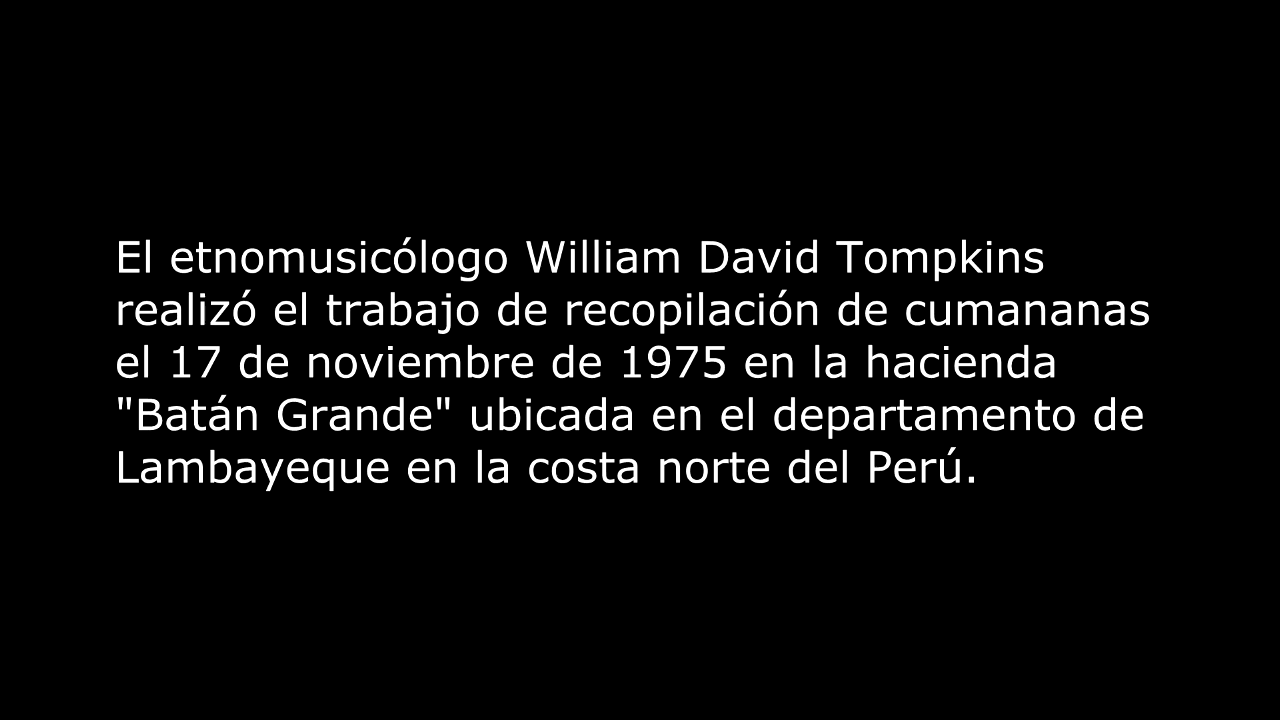 El etnomusicólogo William David Tompkins
realizó el trabajo de recopilación de cumananas
el 17 de noviembre de 1975 en la hacienda
"Batán Grande" ubicada en el departamento de
Lambayeque en la costa norte del Perú.